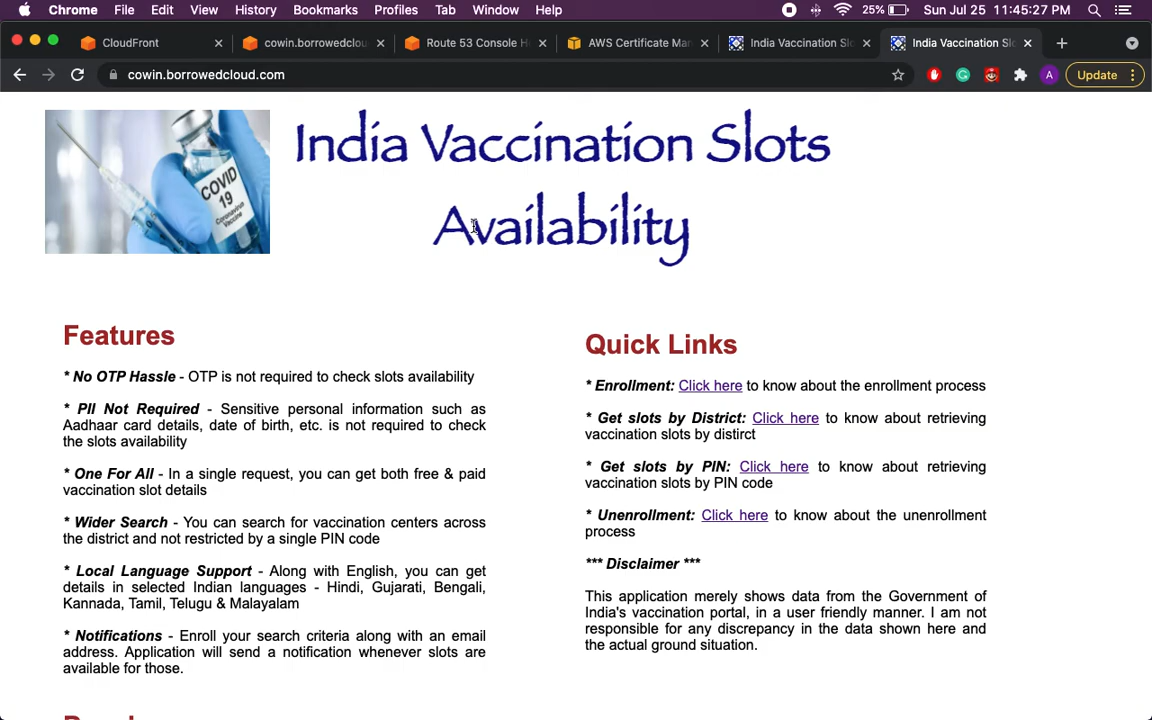 Chrome File Edit View History Bookmarks Profiles Tab Window Help 25% Sun Jul 25 11:45:27 PM
CloudFront cowin.borrowedclou Route 53 Console H AWS Certificate Man India Vaccination Slo India Vaccination Slo
cowin.borrowedcloud.com A Update
COVID
19
Coronavirus
Vaccine
India Vaccination Slots
Availability
Features
* No OTP Hassle - OTP is not required to check slots availability
* PII Not Required - Sensitive personal information such as
Aadhaar card details, date of birth, etc. is not required to check
the slots availability
* One For All - In a single request, you can get both free & paid
vaccination slot details
* Wider Search - You can search for vaccination centers across
the district and not restricted by a single PIN code
* Local Language Support - Along with English, you can get
details in selected Indian languages - Hindi, Gujarati, Bengali,
Kannada, Tamil, Telugu & Malayalam
* Notifications - Enroll your search criteria along with an email
address. Application will send a notification whenever slots are
available for those.
Quick Links
* Enrollment: Click here to know about the enrollment process
* Get slots by District: Click here to know about retrieving
vaccination slots by distirct
* Get slots by PIN: Click here to know about retrieving
vaccination slots by PIN code
* Unenrollment: Click here to know about the unenrollment
process
*** Disclaimer ***
This application merely shows data from the Government of
India's vaccination portal, in a user friendly manner. I am not
responsible for any discrepancy in the data shown here and
the actual ground situation.